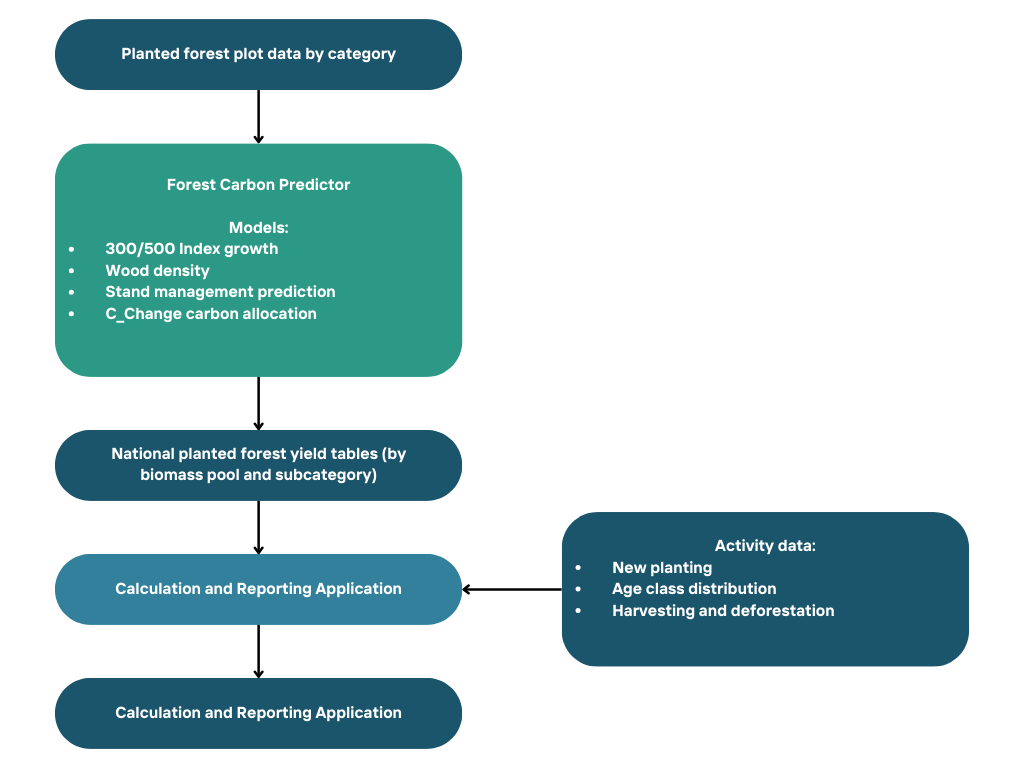 Planted forest plot data by category
Forest Carbon Predictor
Models:
• 300/500 Index growth
• Wood density
• Stand management prediction
• C_Change carbon allocation
National planted forest yield tables (by
biomass pool and subcategory)
Activity data:
• New planting
• Age class distribution
• Harvesting and deforestation
Calculation and Reporting Application
Calculation and Reporting Application